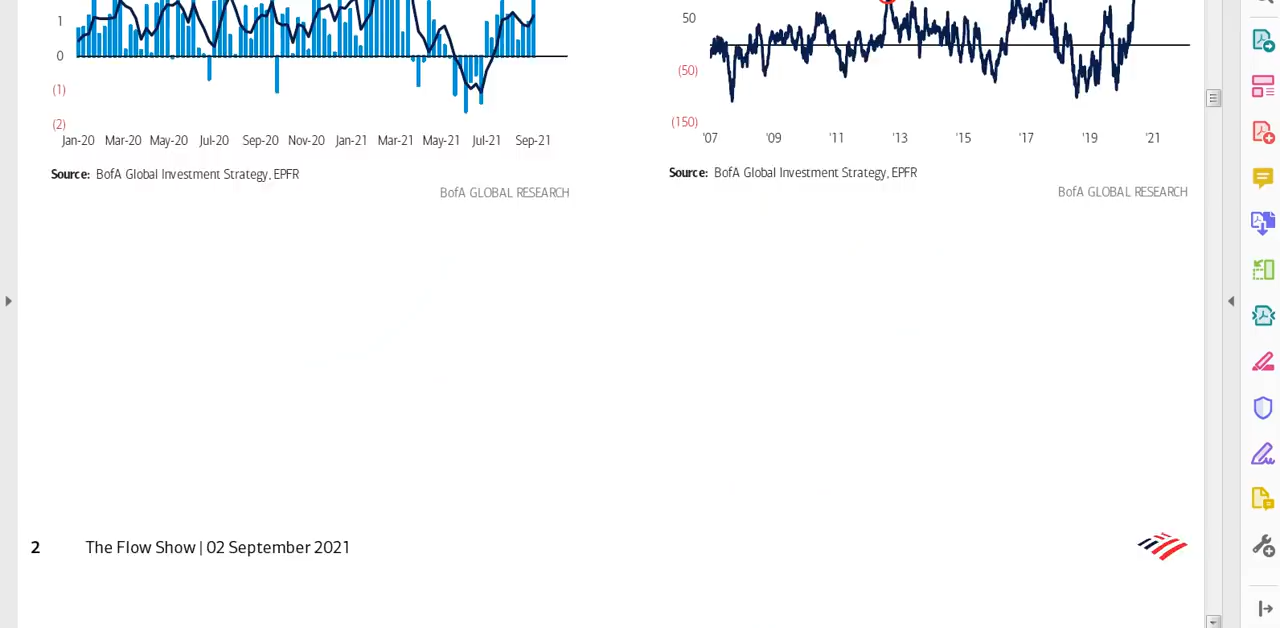 1
0
(1)
(2)
Jan-20 Mar-20 May-20 Jul-20 Sep-20 Nov-20 Jan-21 Mar-21 May-21 Jul-21 Sep-21
Source: BofA Global Investment Strategy, EPFR
BofA GLOBAL RESEARCH
50
(50)
(150)
'07 '09 '11 '13 '15 '17 '19 '21
Source: BofA Global Investment Strategy, EPFR
BofA GLOBAL RESEARCH
2 The Flow Show | 02 September 2021